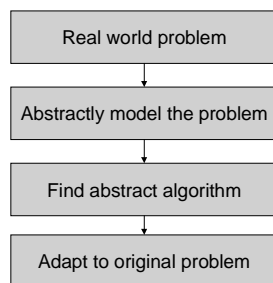 Real world problem
Abstractly model the problem
Find abstract algorithm
Adapt to original problem